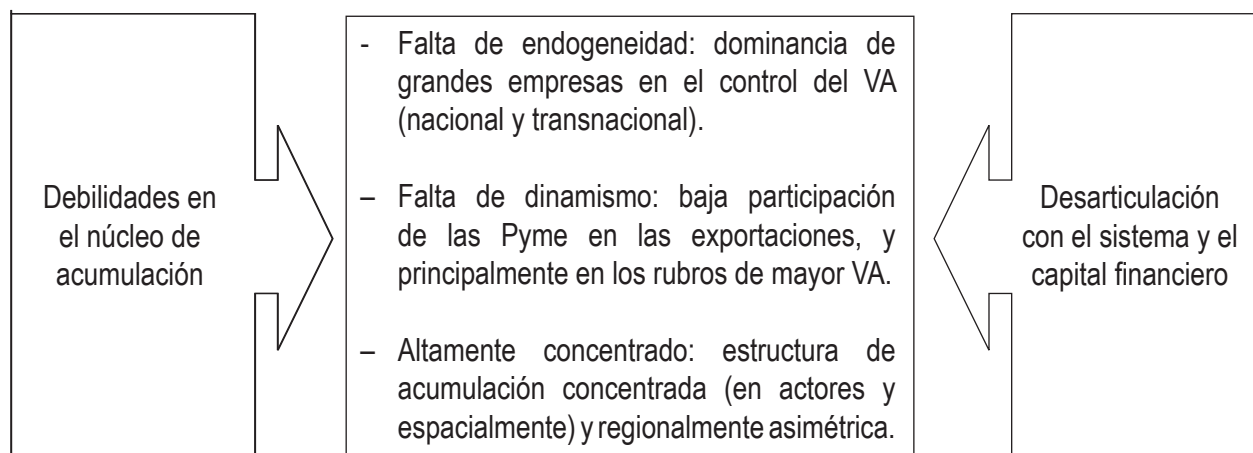 Debilidades en
el núcleo de
acumulación
- Falta de endogeneidad: dominancia de
grandes empresas en el control del VA
(nacional y transnacional).
– Falta de dinamismo: baja participación
de las Pyme en las exportaciones, y
principalmente en los rubros de mayor VA.
– Altamente concentrado: estructura de
acumulación concentrada (en actores y
espacialmente) y regionalmente asimétrica.
Desarticulación
con el sistema y el
capital financiero